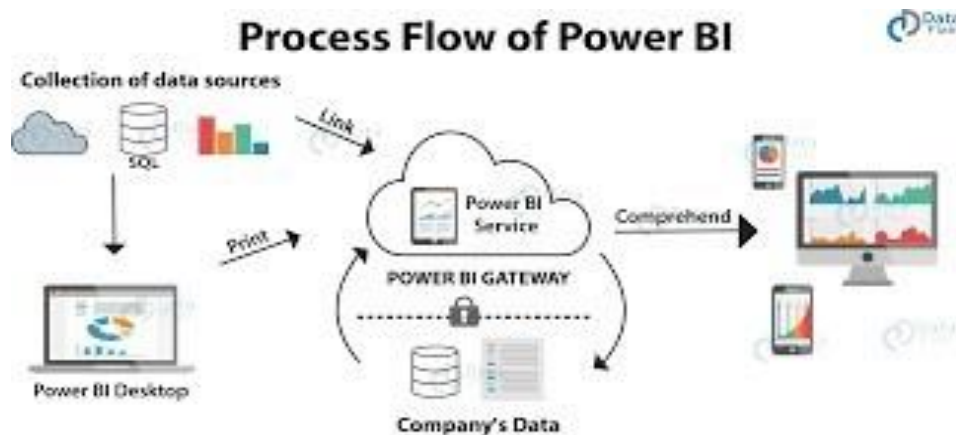 Process Flow of Power BI
Data
Collection of data sources
SQL
Link
Power BI
Service
Comprehend
Print
POWER BI GATEWAY
Power BI Desktop
Company's Data